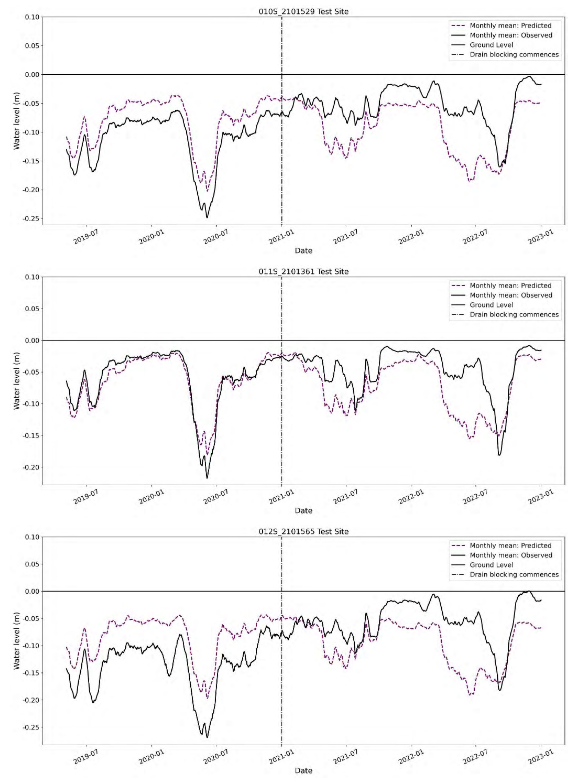 010S_2101529 Test Site
0.10
0.05
0.00
-0.05
-0.10
-0.15
-0.20
-0.25
Water level (m)
Monthly mean: Predicted
Monthly mean: Observed
Ground Level
Drain blocking commences
2019-07
2020-01
2020-07
2021-01
2021-07
2022-01
2022-07
2023-01
Date
011S_2101361 Test Site
0.10
0.05
0.00
-0.05
-0.10
-0.15
-0.20
Water level (m)
Monthly mean: Predicted
Monthly mean: Observed
Ground Level
Drain blocking commences
2019-07
2020-01
2020-07
2021-01
2021-07
2022-01
2022-07
2023-01
Date
012S_2101565 Test Site
0.10
0.05
0.00
-0.05
-0.10
-0.15
-0.20
-0.25
Water level (m)
Monthly mean: Predicted
Monthly mean: Observed
Ground Level
Drain blocking commences
2019-07
2020-01
2020-07
2021-01
2021-07
2022-01
2022-07
2023-01
Date